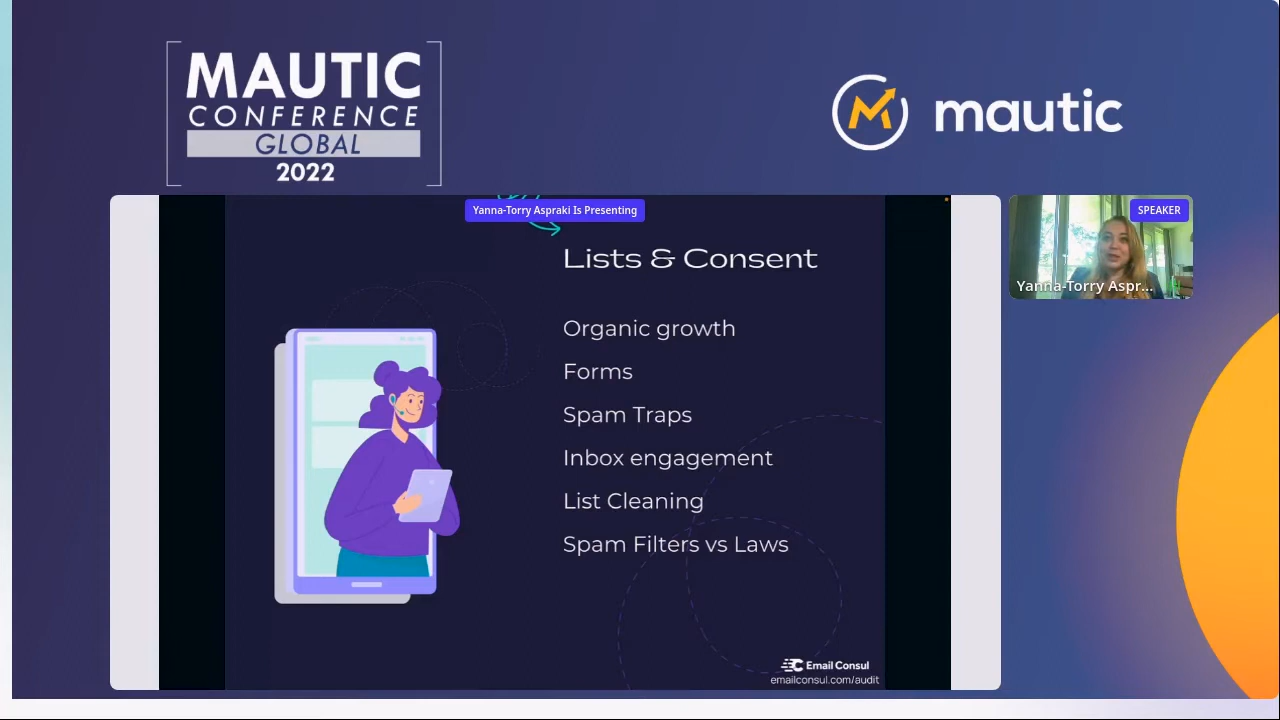 MAUTIC
CONFERENCE
GLOBAL
2022
mautic
Yanna-Torry Aspraki Is Presenting
SPEAKER
Yanna-Torry Aspr...
Lists & Consent
Organic growth
Forms
Spam Traps
Inbox engagement
List Cleaning
Spam Filters vs Laws
Email Consul
emailconsul.com/audit